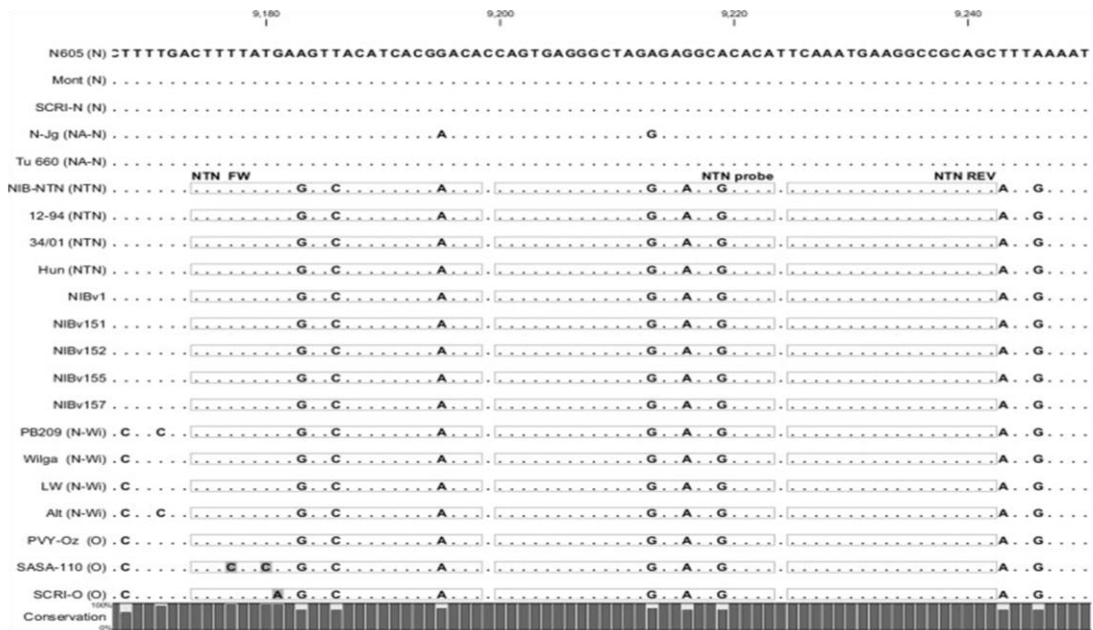 9,180 9,200 9,220 9,240
N605 (N) CTTTTGACTTTTATGAAGTTACATCACGGACACCAGTGAGGGCTAGAGAGGCACACATTCAAATGAAGGCCGCAGCTTTAAAAT
Mont (N) ....................................................................................
SCRI-N (N) ....................................................................................
N-Jg (NA-N) ............................A.................G.....................................
Tu 660 (NA-N) ....................................................................................
NTN FW NTN probe NTN REV
NIB-NTN (NTN) ................G..C........A.................G..A..G.......................A..G....
12-94 (NTN) ................G..C........A.................G..A..G.......................A..G....
34/01 (NTN) ................G..C........A.................G..A..G.......................A..G....
Hun (NTN) ................G..C........A.................G..A..G.......................A..G....
NIBv1 ................G..C........A.................G..A..G.......................A..G....
NIBv151 ................G..C........A.................G..A..G.......................A..G....
NIBv152 ................G..C........A.................G..A..G.......................A..G....
NIBv155 ................G..C........A.................G..A..G.......................A..G....
NIBv157 ................G..C........A.................G..A..G.......................A..G....
PB209 (N-Wi) .C..C...........G..C........A.................G..A..G.......................A..G....
Wilga (N-Wi) .C..............G..C........A.................G..A..G.......................A..G....
LW (N-Wi) .C..............G..C........A.................G..A..G.......................A..G....
Alt (N-Wi) .C..C...........G..C........A.................G..A..G.......................A..G....
PVY-Oz (O) .C..............G..C........A.................G..A..G.......................A..G....
SASA-110 (O) .C........C..C..G..C........A.................G..A..G.......................A..G....
SCRI-O (O) .C............A.G..C........A.................G..A..G.......................A..G....
100%
Conservation
0%